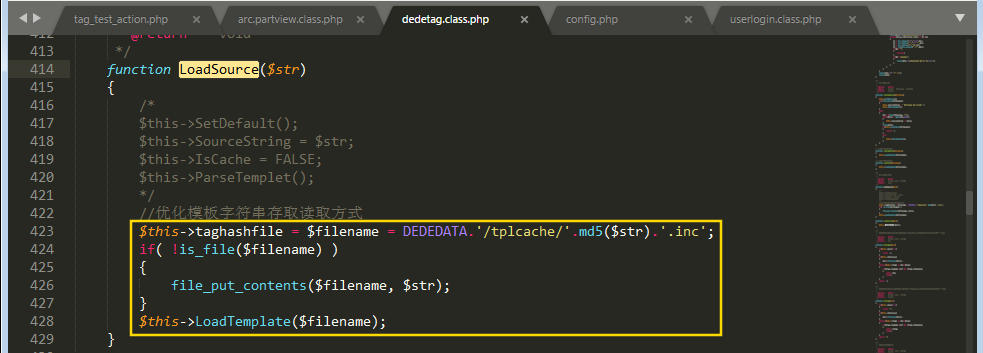 tag_test_action.php × arc.partview.class.php × dedetag.class.php × config.php × userlogin.class.php ×
413 */
414 function LoadSource($str)
415 {
416 /*
417 $this->SetDefault();
418 $this->SourceString = $str;
419 $this->IsCache = FALSE;
420 $this->ParseTemplet();
421 */
422 //优化模板字符串存取读取方式
423 $this->taghashfile = $filename = DEDEDATA.'/tplcache/'.md5($str).'.inc';
424 if( !is_file($filename) )
425 {
426 file_put_contents($filename, $str);
427 }
428 $this->LoadTemplate($filename);
429 }